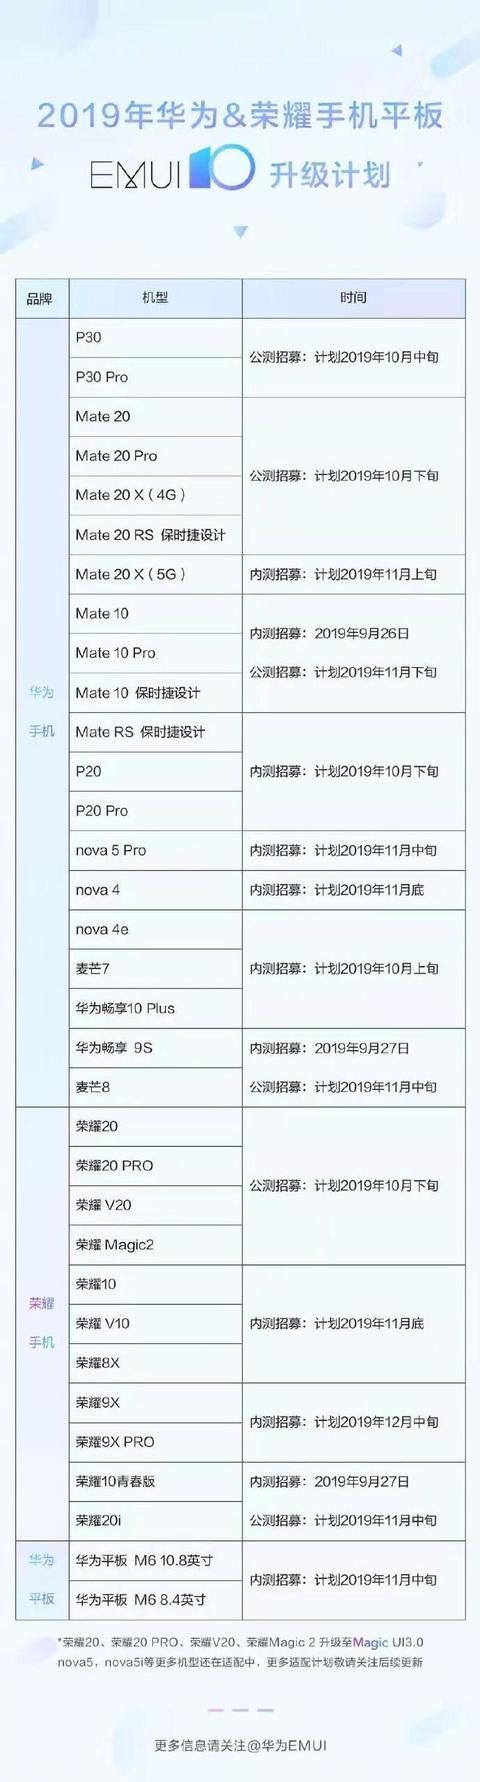 2019年华为&荣耀手机平板
EMUI10 升级计划
品牌 机型 时间
P30
公测招募：计划2019年10月中旬
P30 Pro
Mate 20
Mate 20 Pro
公测招募：计划2019年10月下旬
Mate 20 X（4G）
Mate 20 RS 保时捷设计
Mate 20 X（5G） 内测招募：计划2019年11月上旬
Mate 10
内测招募：2019年9月26日
Mate 10 Pro
公测招募：计划2019年11月下旬
华为
手机
Mate 10 保时捷设计
Mate RS 保时捷设计
P20 内测招募：计划2019年10月下旬
P20 Pro
nova 5 Pro 内测招募：计划2019年11月中旬
nova 4 内测招募：计划2019年11月底
nova 4e
麦芒7 内测招募：计划2019年10月上旬
华为畅享10 Plus
华为畅享 9S 内测招募：2019年9月27日
麦芒8 公测招募：计划2019年11月中旬
荣耀20
荣耀20 PRO
公测招募：计划2019年10月下旬
荣耀 V20
荣耀 Magic2
荣耀10
荣耀
手机
荣耀 V10 内测招募：计划2019年11月底
荣耀8X
荣耀9X
内测招募：计划2019年12月中旬
荣耀9X PRO
荣耀10青春版 内测招募：2019年9月27日
荣耀20i 公测招募：计划2019年11月中旬
华为
平板
华为平板 M6 10.8英寸
内测招募：计划2019年11月中旬
华为平板 M6 8.4英寸
*荣耀20、荣耀20 PRO、荣耀V20、荣耀Magic 2 升级至Magic UI3.0
nova5，nova5i等更多机型还在适配中，更多适配计划敬请关注后续更新
更多信息请关注@华为EMUI